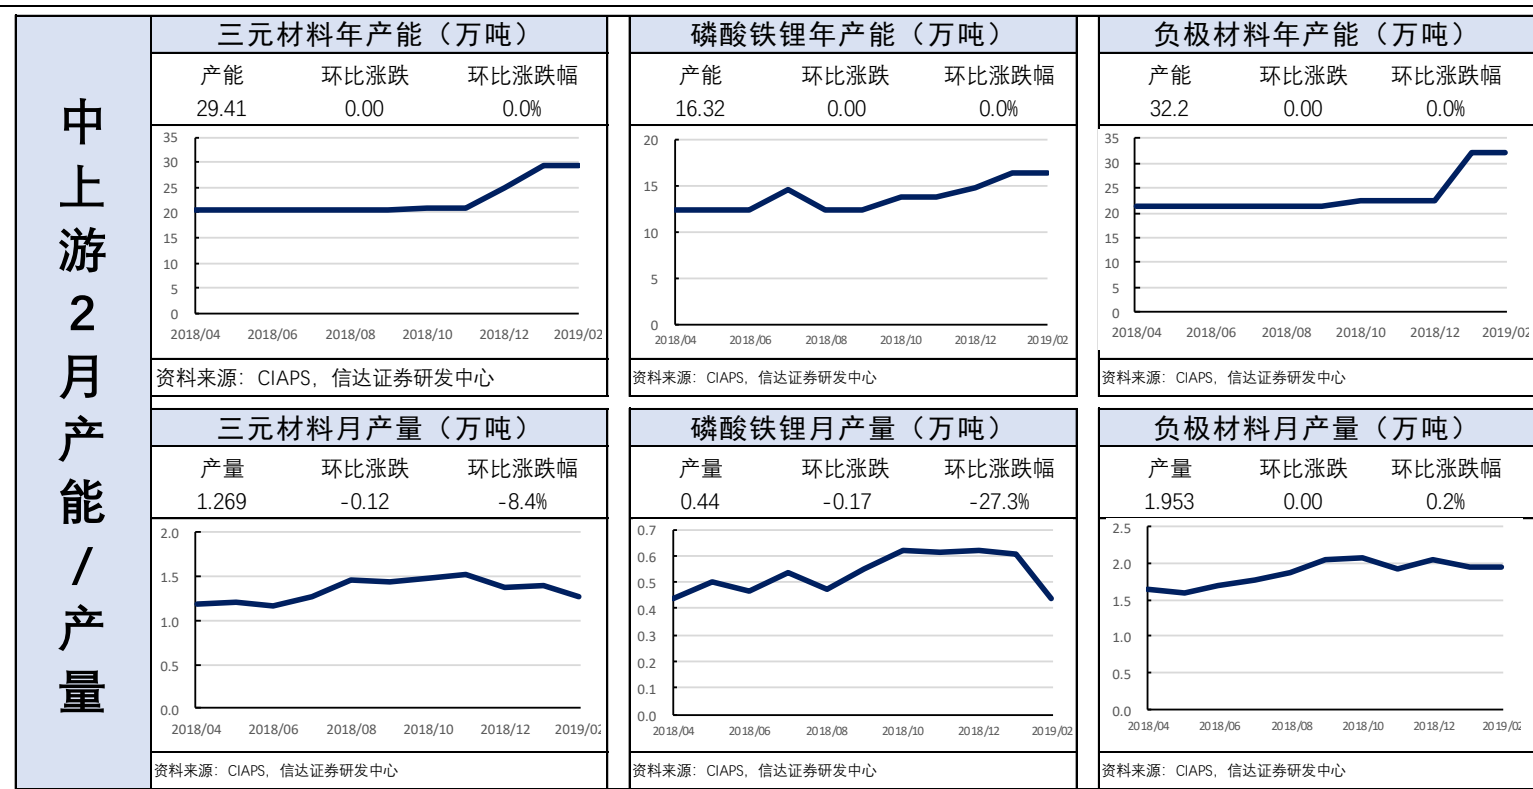 中上游2月产能/产量
三元材料年产能（万吨）
产能 环比涨跌 环比涨跌幅
29.41 0.00 0.0%
35
30
25
20
15
10
5
0
2018/04 2018/06 2018/08 2018/10 2018/12 2019/02
资料来源：CIAPS，信达证券研发中心
磷酸铁锂年产能（万吨）
产能 环比涨跌 环比涨跌幅
16.32 0.00 0.0%
20
15
10
5
0
2018/04 2018/06 2018/08 2018/10 2018/12 2019/02
资料来源：CIAPS，信达证券研发中心
负极材料年产能（万吨）
产能 环比涨跌 环比涨跌幅
32.2 0.00 0.0%
35
30
25
20
15
10
5
0
2018/04 2018/06 2018/08 2018/10 2018/12 2019/02
资料来源：CIAPS，信达证券研发中心
三元材料月产量（万吨）
产量 环比涨跌 环比涨跌幅
1.269 -0.12 -8.4%
2.0
1.5
1.0
0.5
0.0
2018/04 2018/06 2018/08 2018/10 2018/12 2019/02
资料来源：CIAPS，信达证券研发中心
磷酸铁锂月产量（万吨）
产量 环比涨跌 环比涨跌幅
0.44 -0.17 -27.3%
0.7
0.6
0.5
0.4
0.3
0.2
0.1
0.0
2018/04 2018/06 2018/08 2018/10 2018/12 2019/02
资料来源：CIAPS，信达证券研发中心
负极材料月产量（万吨）
产量 环比涨跌 环比涨跌幅
1.953 0.00 0.2%
2.5
2.0
1.5
1.0
0.5
0.0
2018/04 2018/06 2018/08 2018/10 2018/12 2019/02
资料来源：CIAPS，信达证券研发中心